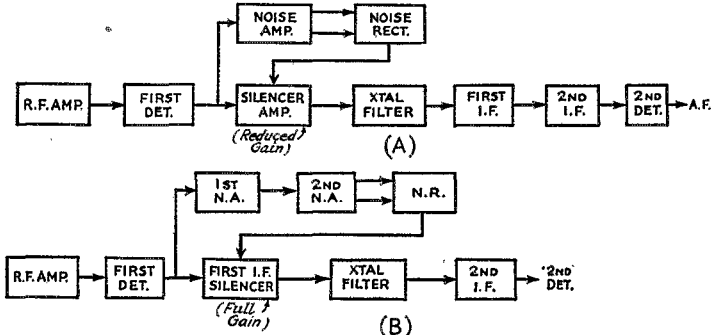 NOISE
AMP.
NOISE
RECT.
R.F. AMP.
FIRST
DET.
SILENCER
AMP.
XTAL
FILTER
FIRST
I.F.
2ND
I.F.
2ND
DET.
A.F.
(Reduced
Gain)
(A)
1ST
N.A.
2ND
N.A.
N.R.
R.F. AMP.
FIRST
DET.
FIRST I.F.
SILENCER
XTAL
FILTER
2ND
I.F.
"2ND"
DET.
(Full
Gain)
(B)